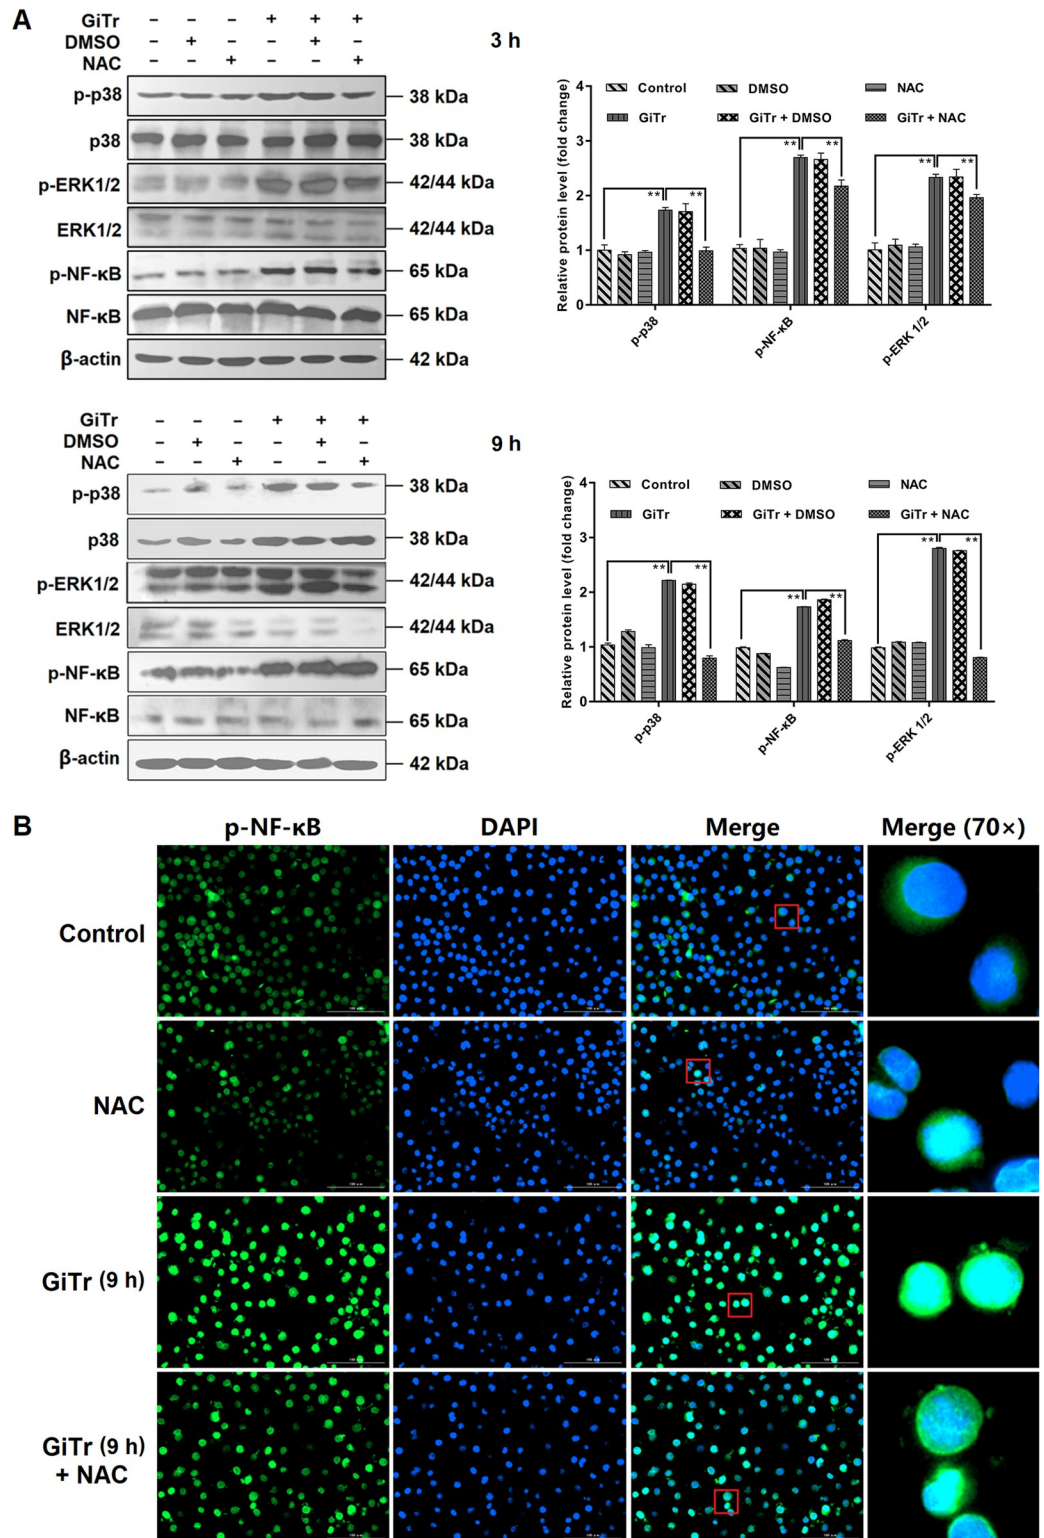 A
GiTr - - - + + +
DMSO - + - - + -
NAC - - + - - +
p-p38 38 kDa
p38 38 kDa
p-ERK1/2 42/44 kDa
ERK1/2 42/44 kDa
p-NF-κB 65 kDa
NF-κB 65 kDa
β-actin 42 kDa
3 h
Relative protein level (fold change)
4
3
2
1
0
Control DMSO NAC
GiTr GiTr + DMSO GiTr + NAC
** ** ** ** ** **
p-p38 p-NF-κB p-ERK 1/2
GiTr - - - + + +
DMSO - + - - + -
NAC - - + - - +
p-p38 38 kDa
p38 38 kDa
p-ERK1/2 42/44 kDa
ERK1/2 42/44 kDa
p-NF-κB 65 kDa
NF-κB 65 kDa
β-actin 42 kDa
9 h
Relative protein level (fold change)
4
3
2
1
0
Control DMSO NAC
GiTr GiTr + DMSO GiTr + NAC
** ** ** ** ** **
p-p38 p-NF-κB p-ERK 1/2
B
p-NF-κB DAPI Merge Merge (70×)
Control
NAC
GiTr (9 h)
GiTr (9 h)
+ NAC